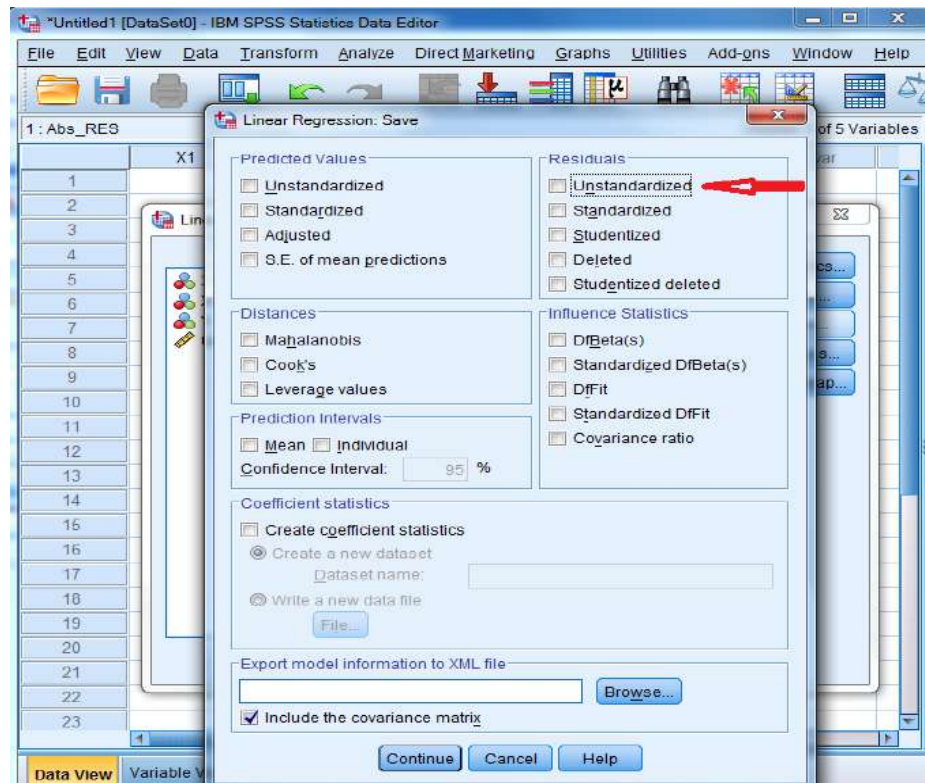 *Untitled1 [DataSet0] - IBM SPSS Statistics Data Editor
File Edit View Data Transform Analyze Direct Marketing Graphs Utilities Add-ons Window Help
1 : Abs_RES
of 5 Variables
X1
var
1
2
3
4
5
6
7
8
9
10
11
12
13
14
15
16
17
18
19
20
21
22
23
Lin
Linear Regression: Save
Predicted Values
Unstandardized
Standardized
Adjusted
S.E. of mean predictions
Residuals
Unstandardized
Standardized
Studentized
Deleted
Studentized deleted
Distances
Mahalanobis
Cook's
Leverage values
Influence Statistics
DfBeta(s)
Standardized DfBeta(s)
DfFit
Standardized DfFit
Covariance ratio
Prediction Intervals
Mean Individual
Confidence Interval: 95 %
Coefficient statistics
Create coefficient statistics
Create a new dataset
Dataset name:
Write a new data file
File...
Export model information to XML file
Browse...
Include the covariance matrix
Continue Cancel Help
Data View Variable V